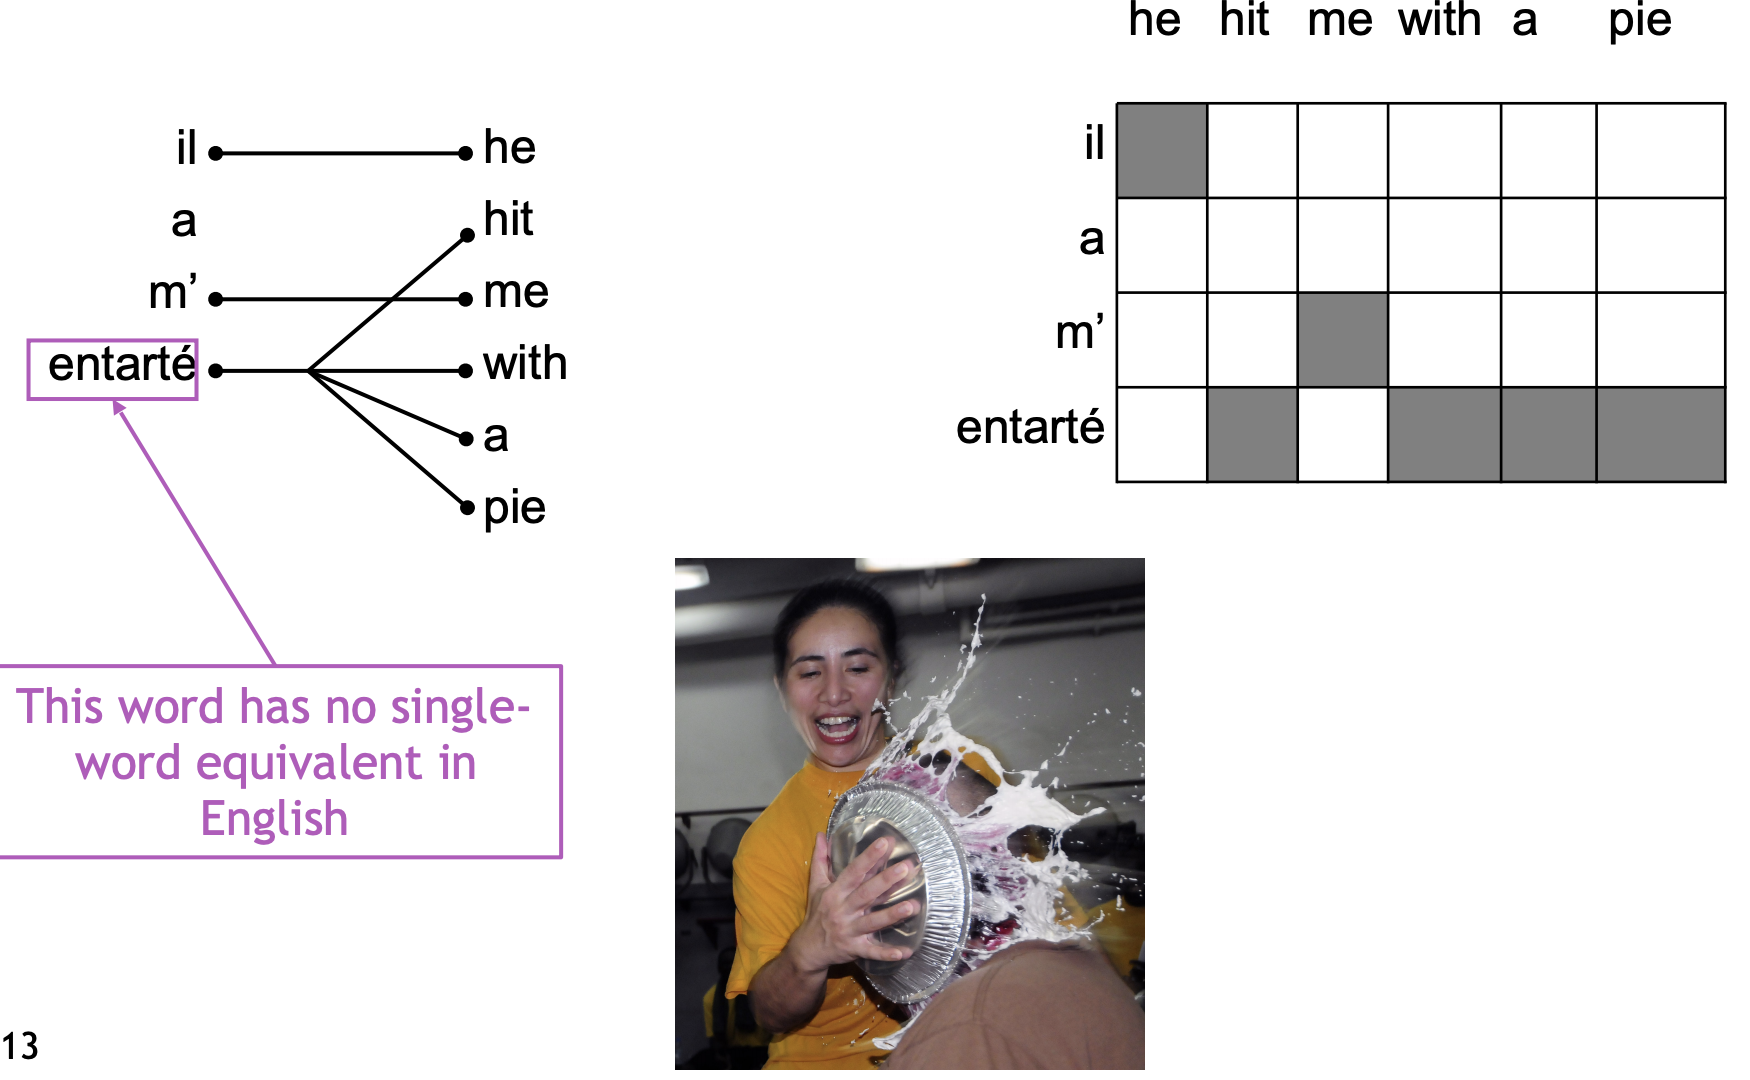 he hit me with a pie
il he
a hit
m’ me
entarté with
a
pie
il
a
m’
entarté
This word has no single-
word equivalent in
English
13